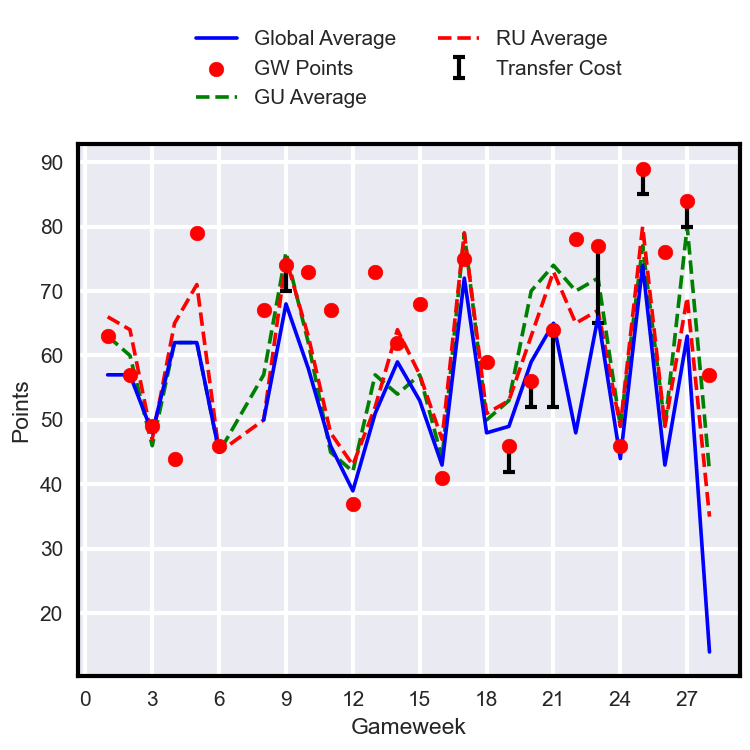 Global Average
GW Points
GU Average
RU Average
Transfer Cost
Points
90
80
70
60
50
40
30
20
0 3 6 9 12 15 18 21 24 27
Gameweek